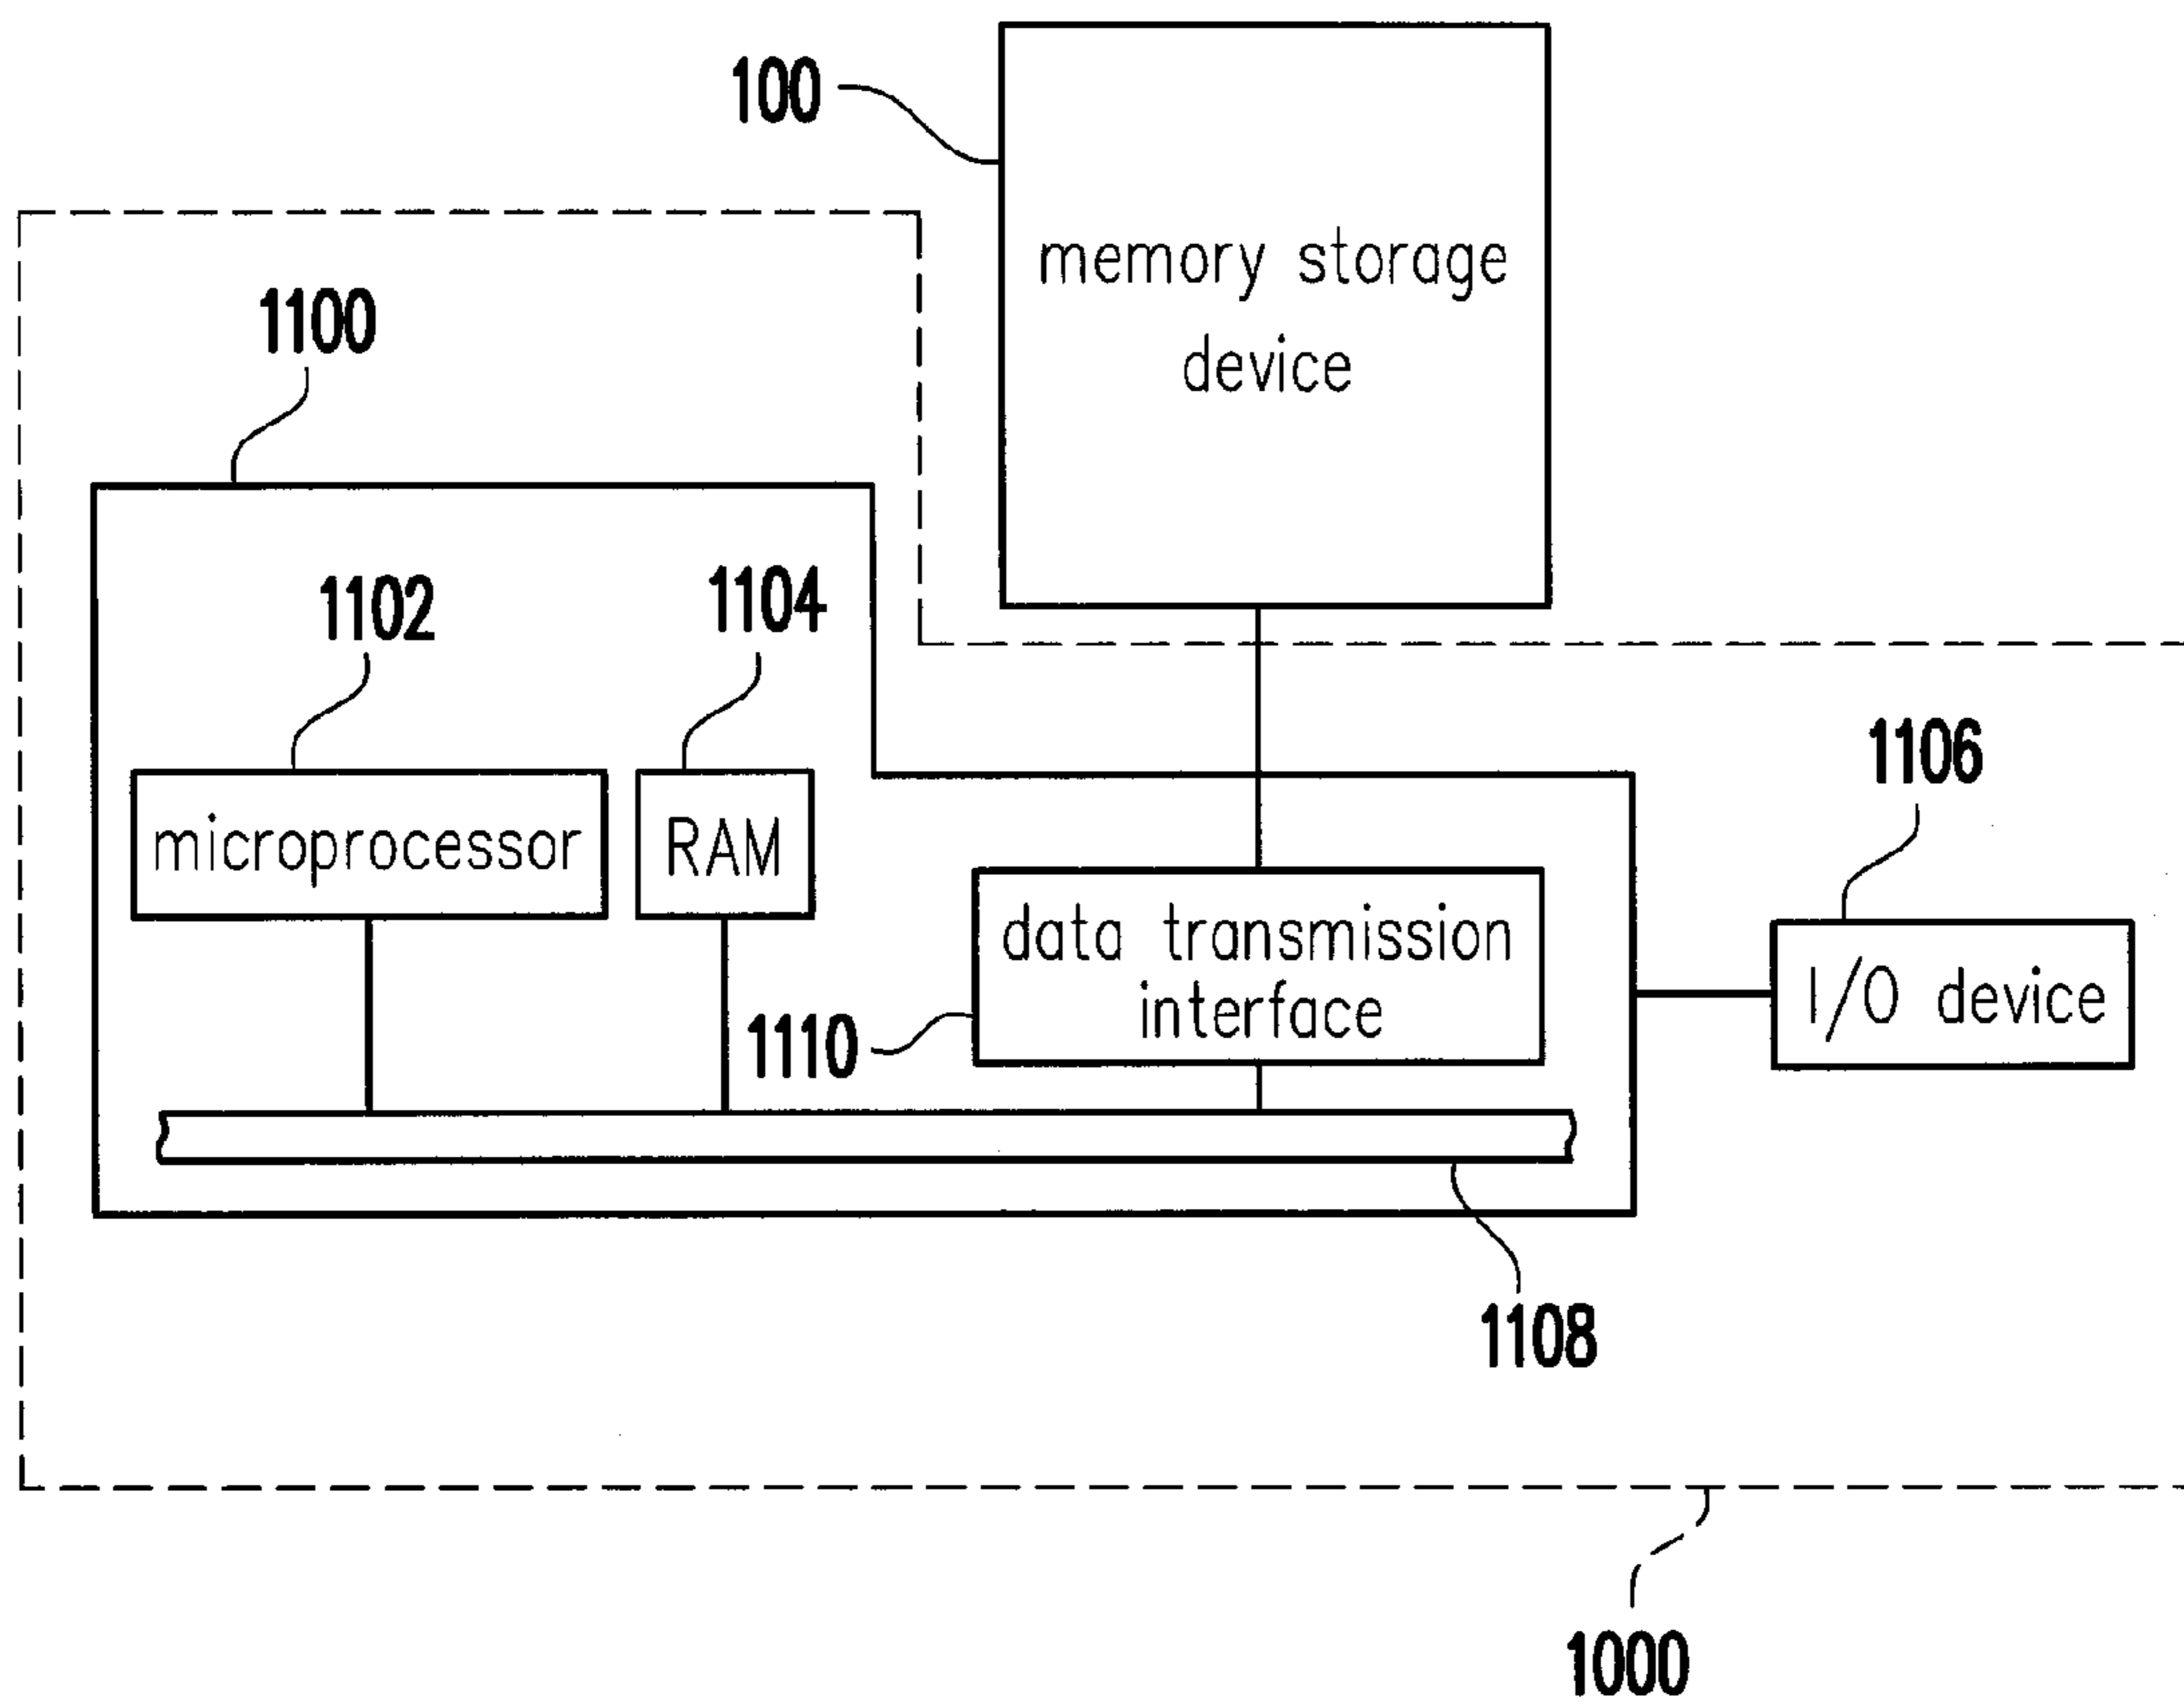 100
memory storage
device
1100
1102
1104
1106
microprocessor
RAM
data transmission
interface
I/O device
1110
1108
1000